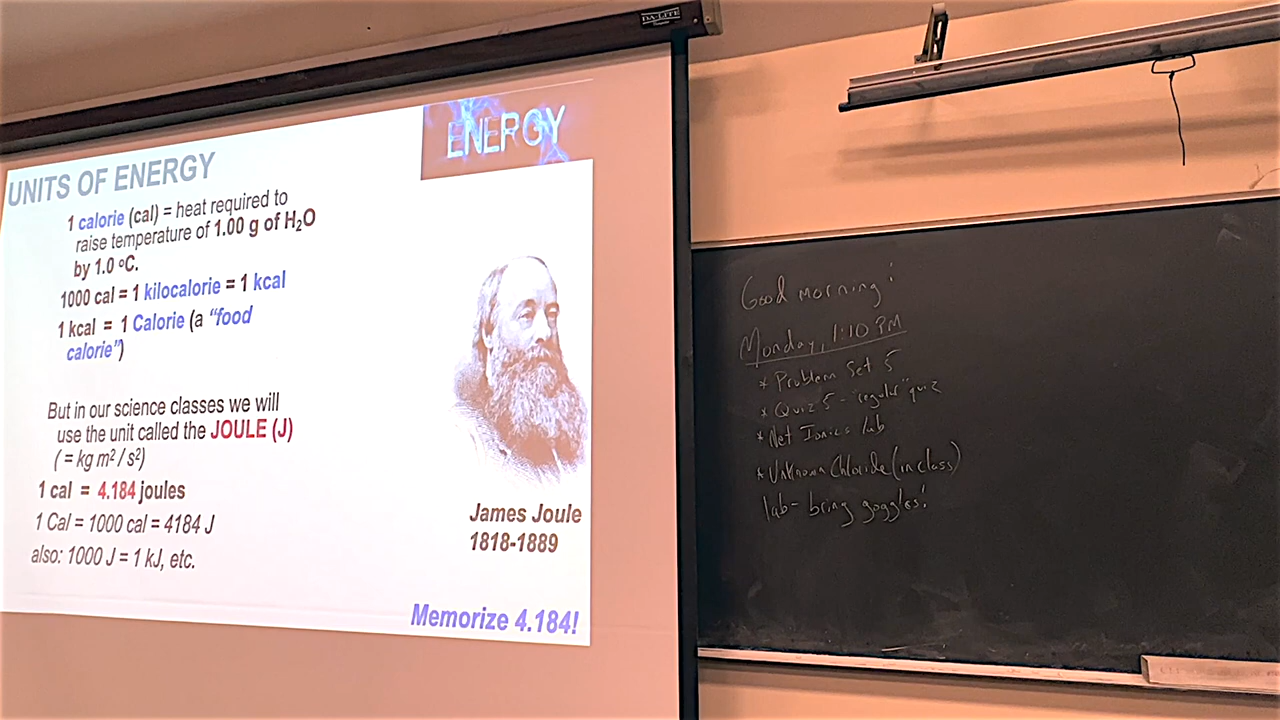 DA-LITE
ENERGY
UNITS OF ENERGY
1 calorie (cal) = heat required to
raise temperature of 1.00 g of H₂O
by 1.0 °C.
1000 cal = 1 kilocalorie = 1 kcal
1 kcal = 1 Calorie (a “food
calorie”)
But in our science classes we will
use the unit called the JOULE (J)
( = kg m² / s²)
1 cal = 4.184 joules
1 Cal = 1000 cal = 4184 J
also: 1000 J = 1 kJ, etc.
James Joule
1818-1889
Memorize 4.184!
Good morning!
Monday, 1:10 PM
* Problem Set 5
* Quiz 5 - "regular" quiz
* Net Ionics lab
* Unknown Chloride (in class)
lab - bring goggles!